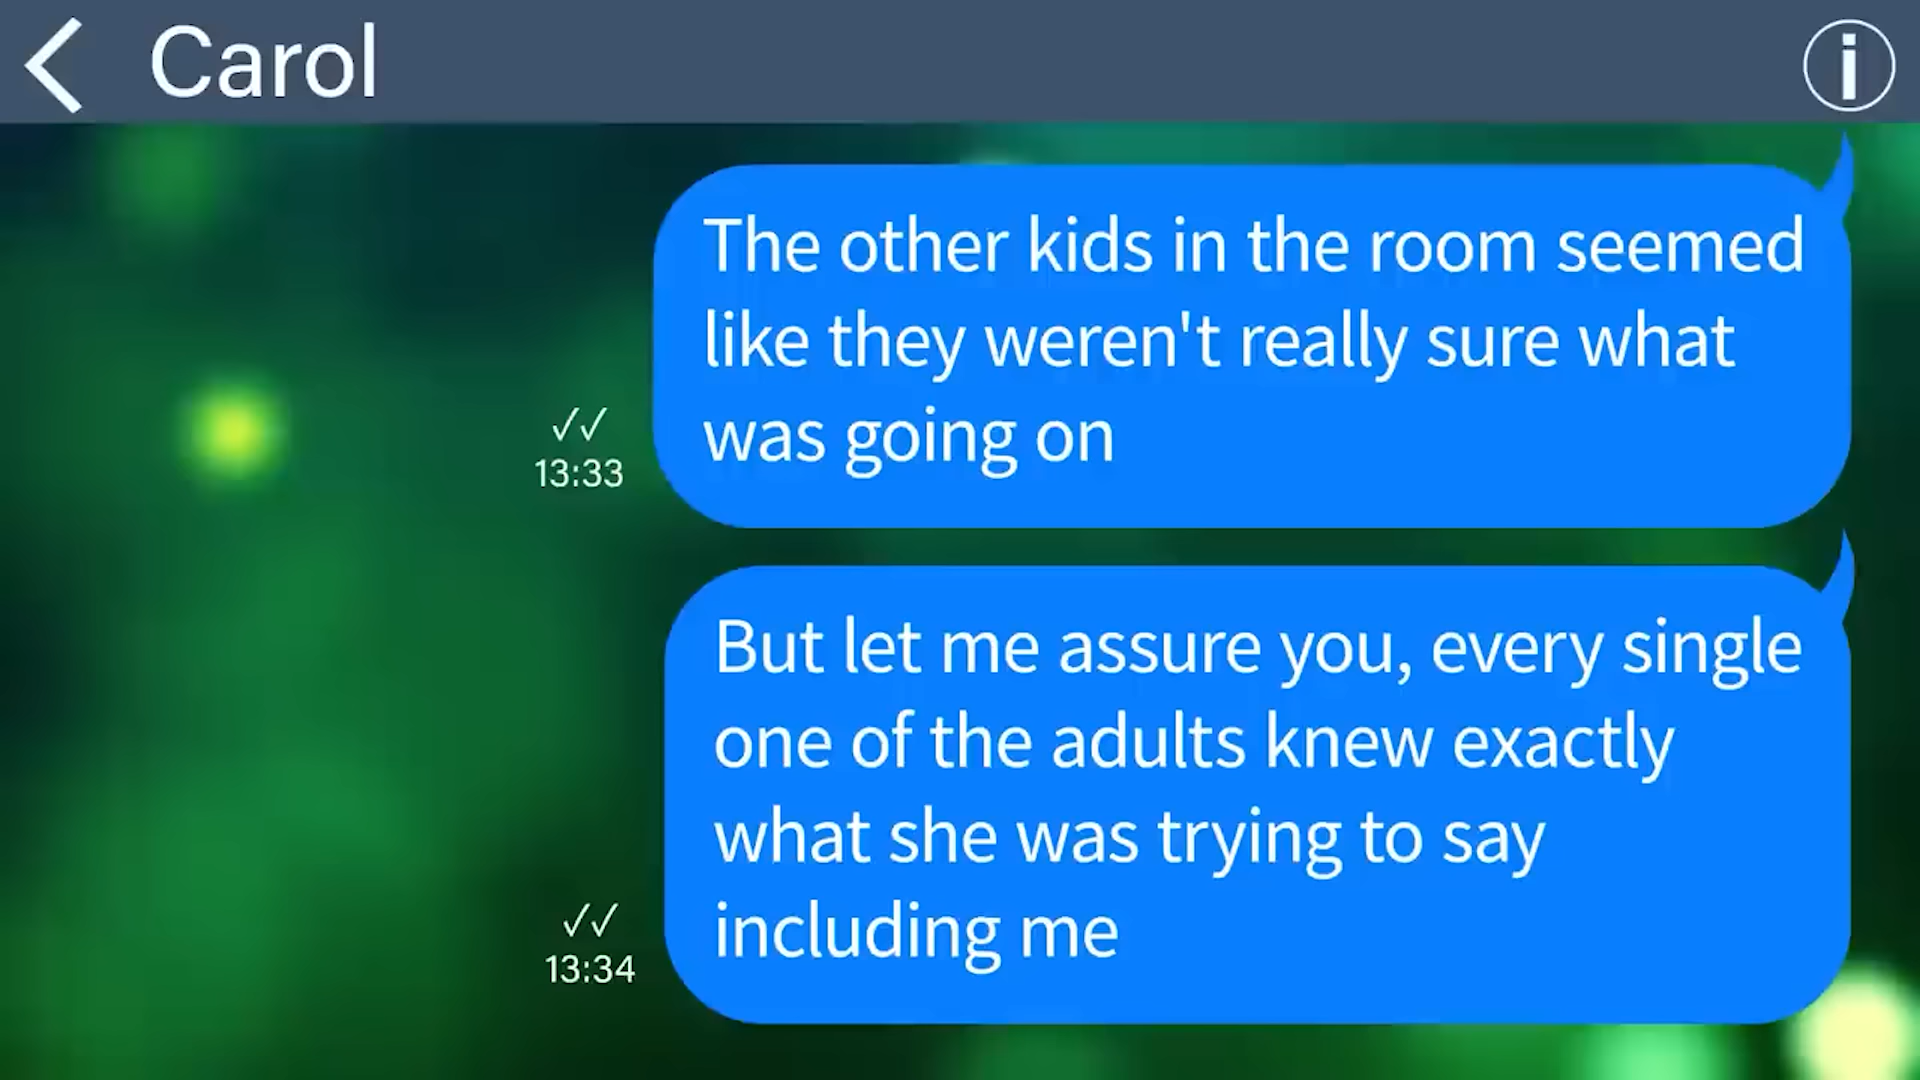 Carol
The other kids in the room seemed
like they weren't really sure what
was going on
13:33
But let me assure you, every single
one of the adults knew exactly
what she was trying to say
including me
13:34